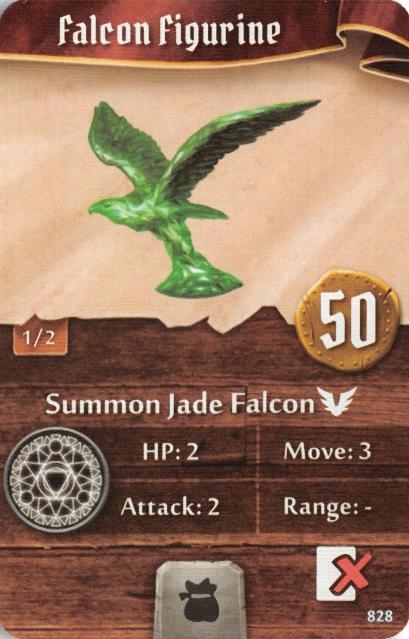 Falcon Figurine
50
1/2
Summon Jade Falcon
HP: 2
Move: 3
Attack: 2
Range: -
828